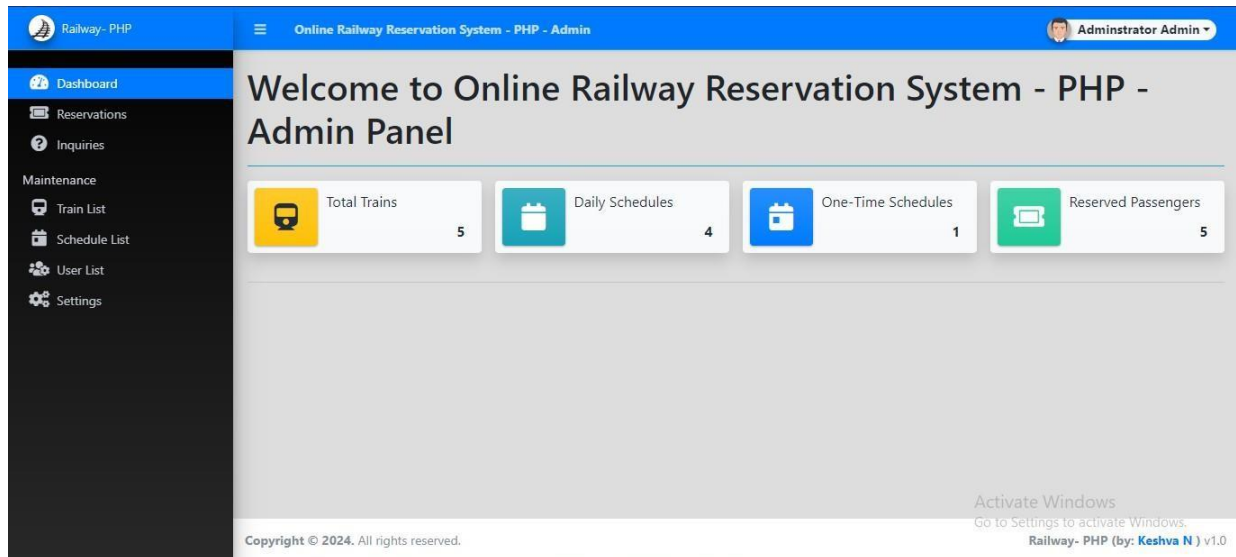 Railway- PHP
Online Railway Reservation System - PHP - Admin
Adminstrator Admin
Dashboard
Reservations
Inquiries
Maintenance
Train List
Schedule List
User List
Settings
Welcome to Online Railway Reservation System - PHP -
Admin Panel
Total Trains
5
Daily Schedules
4
One-Time Schedules
1
Reserved Passengers
5
Activate Windows
Go to Settings to activate Windows.
Copyright © 2024. All rights reserved.
Railway- PHP (by: Keshva N ) v1.0